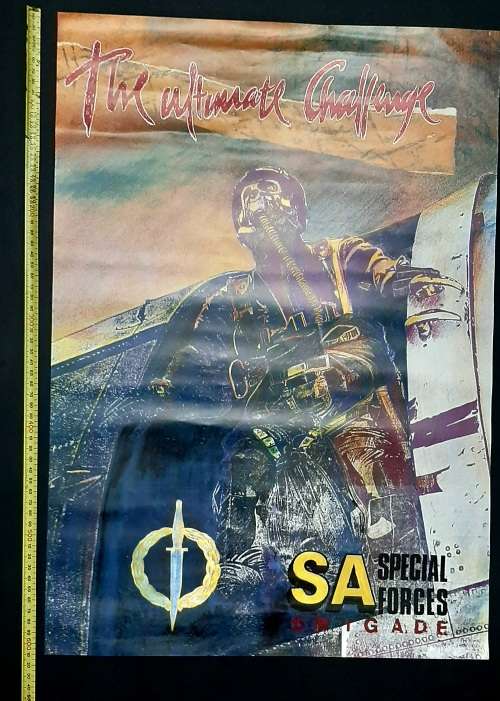 The Ultimate Challenge
SA SPECIAL
FORCES
BRIGADE